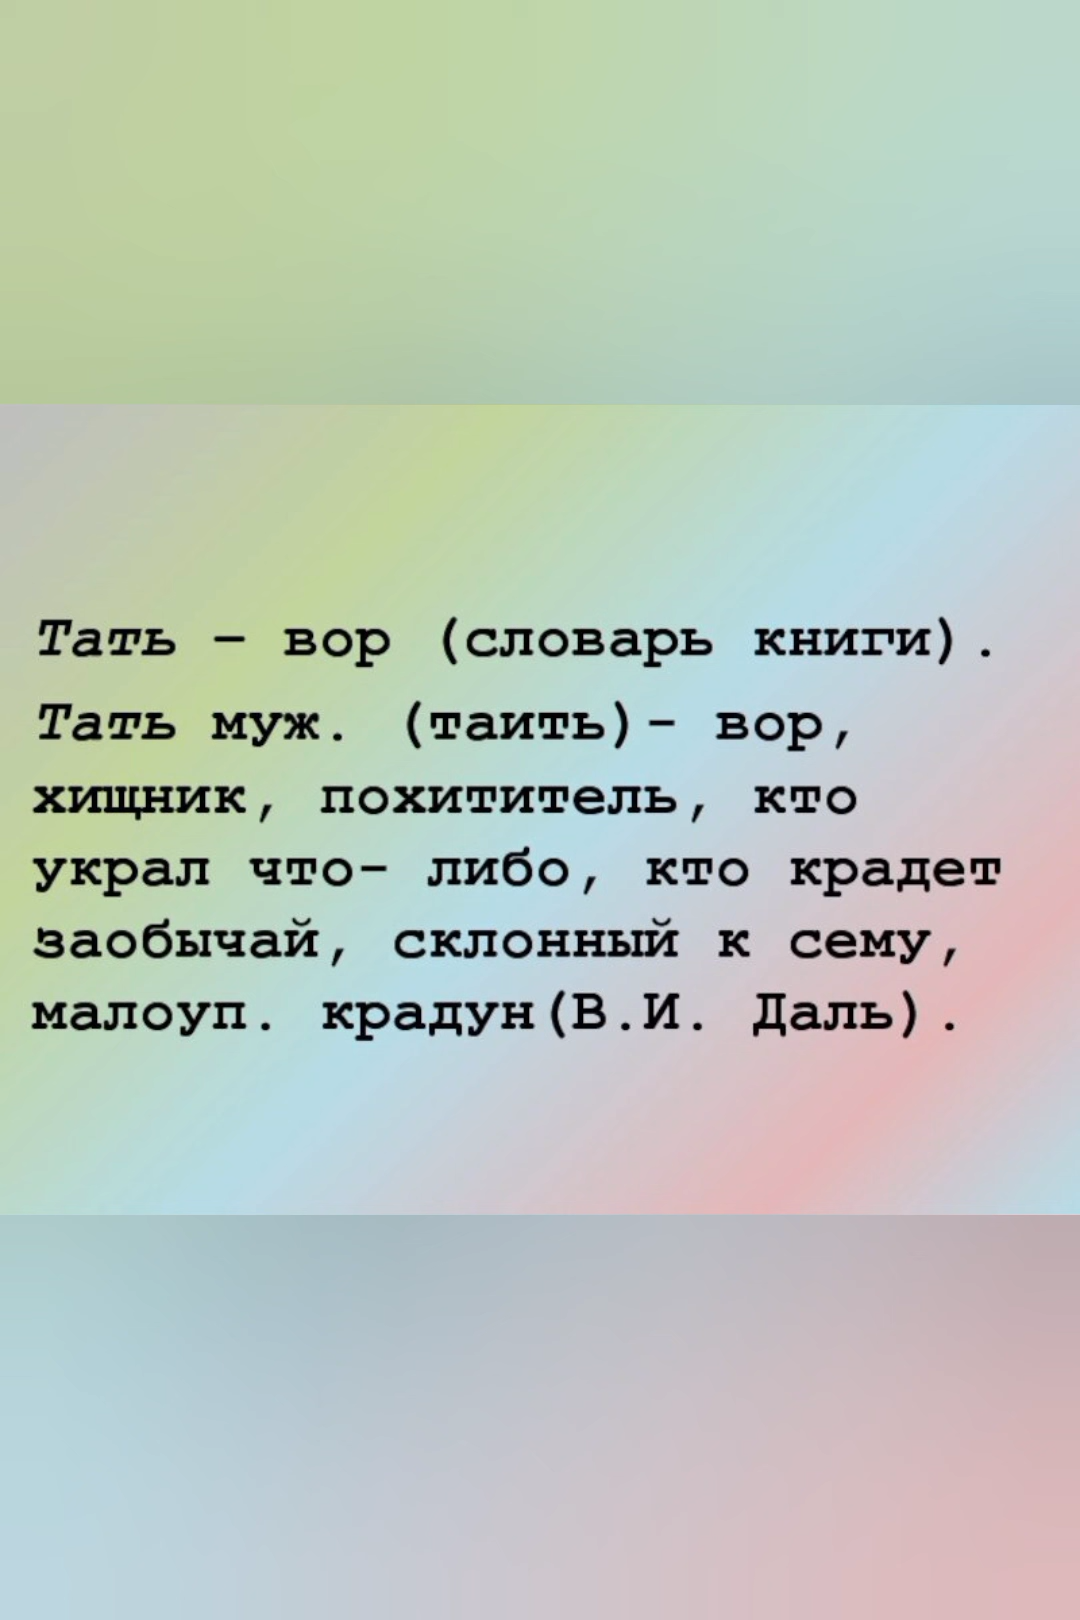 Тать – вор (словарь книги).
Тать муж. (таить)- вор,
хищник, похититель, кто
украл что- либо, кто крадет
заобычай, склонный к сему,
малоуп. крадун(В.И. Даль).